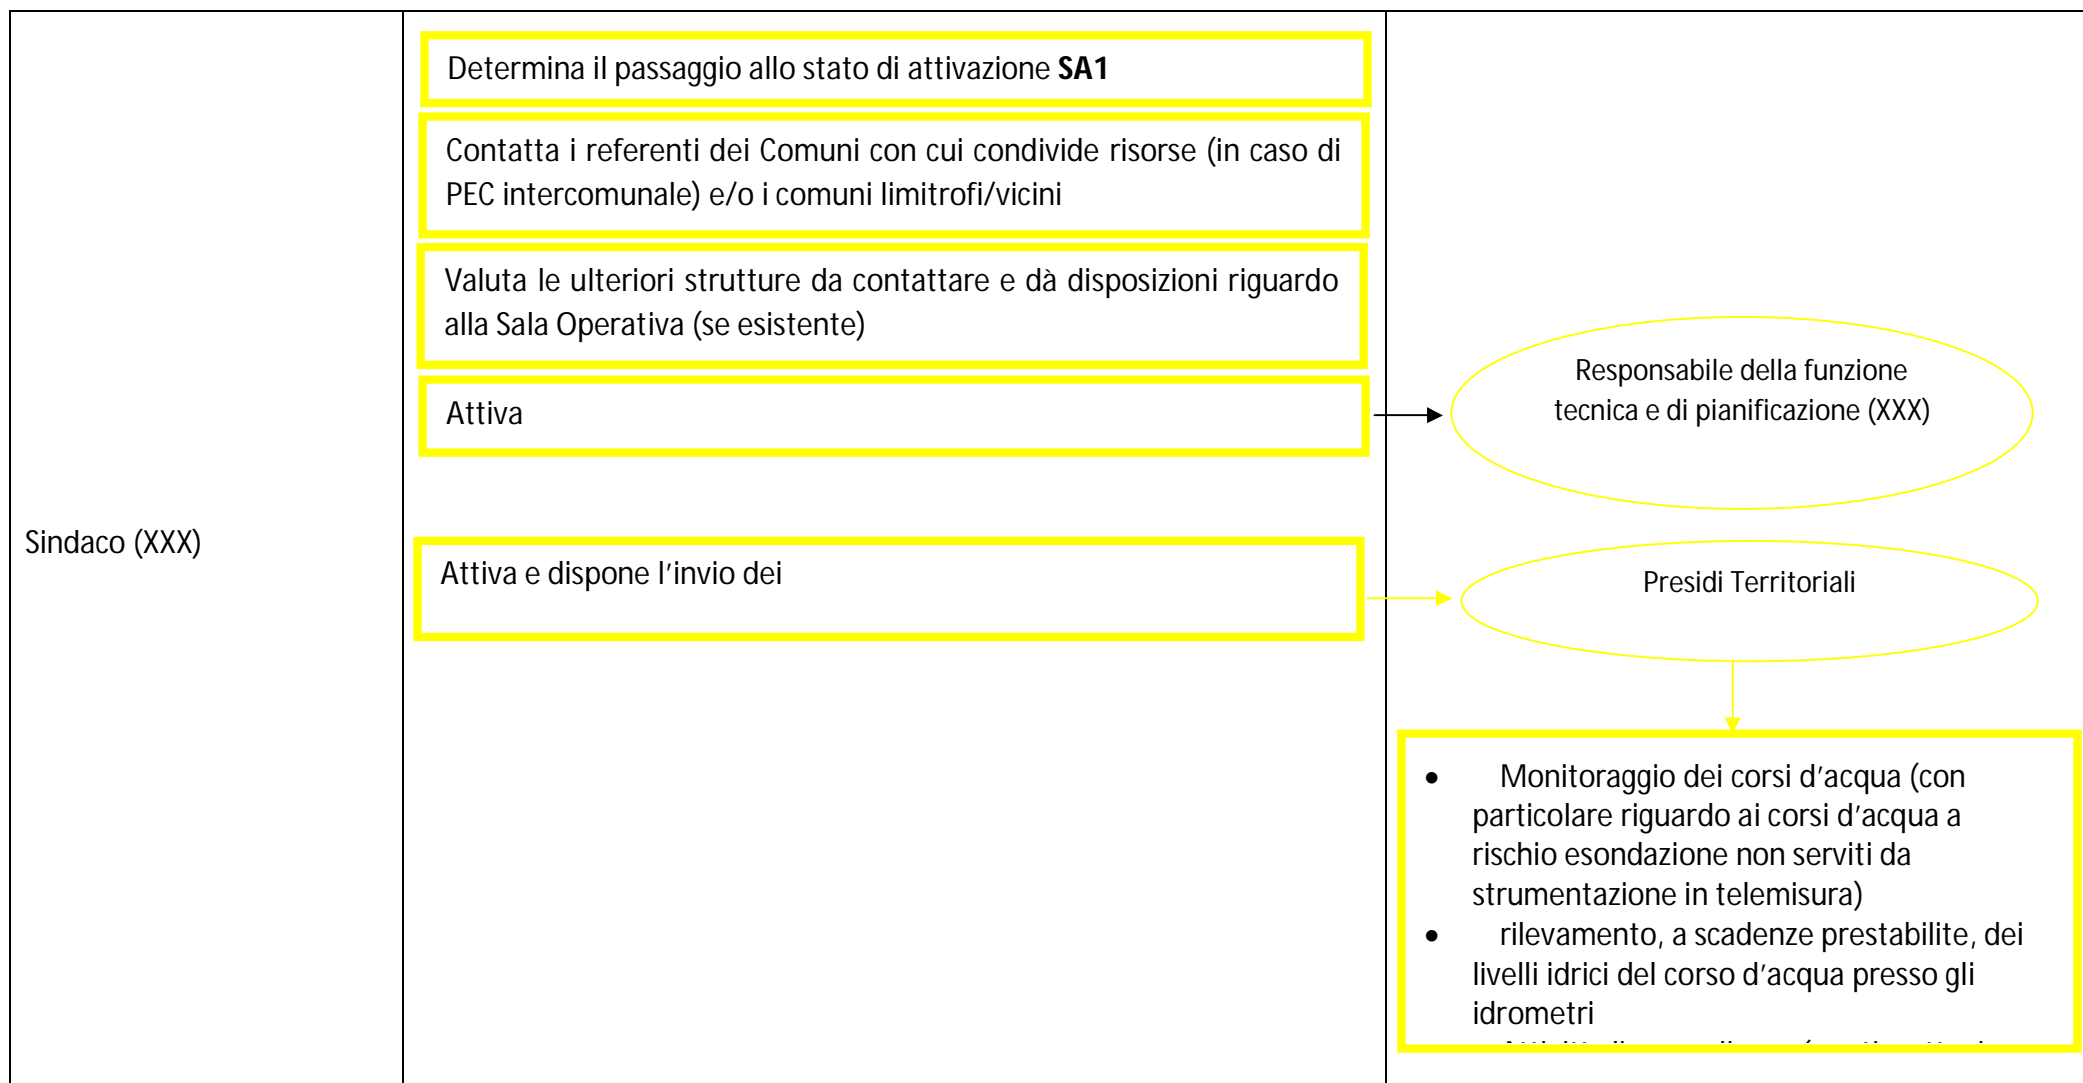 Sindaco (XXX)
Determina il passaggio allo stato di attivazione SA1
Contatta i referenti dei Comuni con cui condivide risorse (in caso di
PEC intercomunale) e/o i comuni limitrofi/vicini
Valuta le ulteriori strutture da contattare e dà disposizioni riguardo
alla Sala Operativa (se esistente)
Attiva
Responsabile della funzione
tecnica e di pianificazione (XXX)
Attiva e dispone l’invio dei
Presidi Territoriali
• Monitoraggio dei corsi d’acqua (con
particolare riguardo ai corsi d’acqua a
rischio esondazione non serviti da
strumentazione in telemisura)
• rilevamento, a scadenze prestabilite, dei
livelli idrici del corso d’acqua presso gli
idrometri